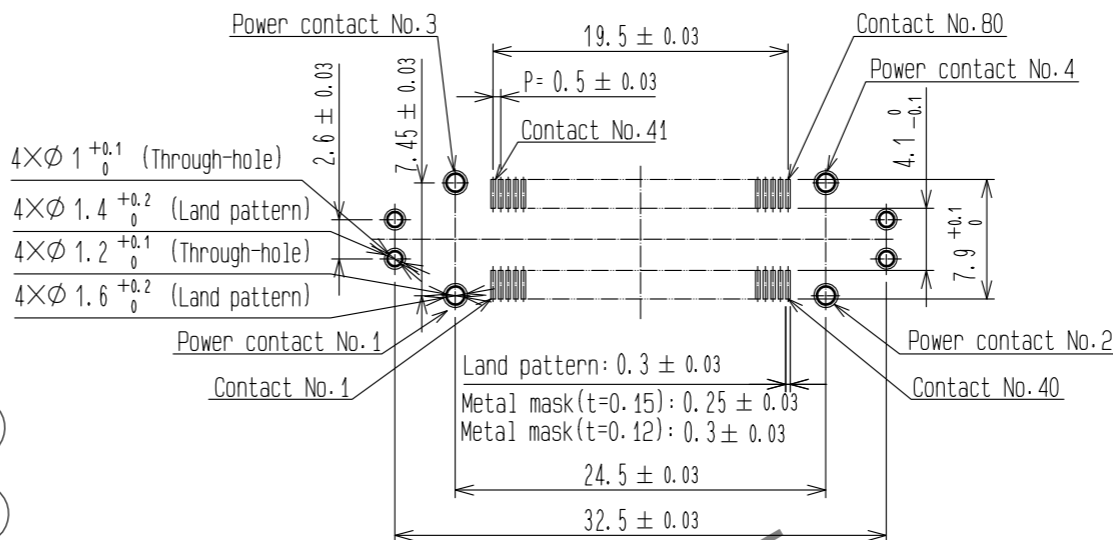 Power contact No.3
19.5 ± 0.03
Contact No.80
P= 0.5 ± 0.03
Power contact No.4
2.6 ± 0.03
7.45 ± 0.03
Contact No.41
4.1 0 -0.1
4×Ø 1 +0.1 0 (Through-hole)
4×Ø 1.4 +0.2 0 (Land pattern)
4×Ø 1.2 +0.1 0 (Through-hole)
4×Ø 1.6 +0.2 0 (Land pattern)
7.9 +0.1 0
Power contact No.1
Power contact No.2
Land pattern: 0.3 ± 0.03
Contact No.1
Contact No.40
Metal mask(t=0.15): 0.25 ± 0.03
Metal mask(t=0.12): 0.3± 0.03
24.5 ± 0.03
32.5 ± 0.03